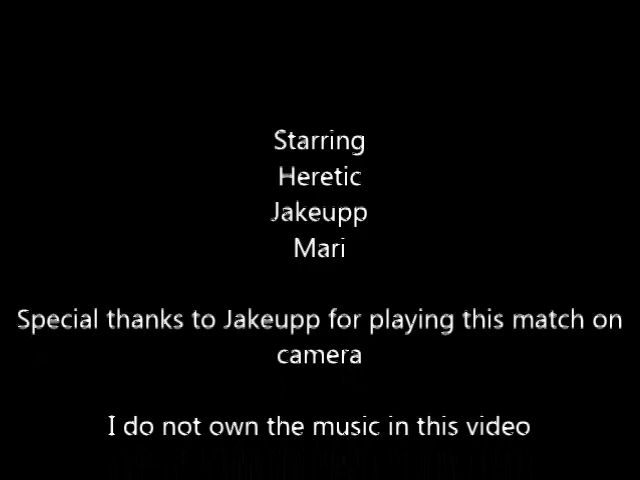 Starring
Heretic
Jakeupp
Mari
Special thanks to Jakeupp for playing this match on
camera
I do not own the music in this video